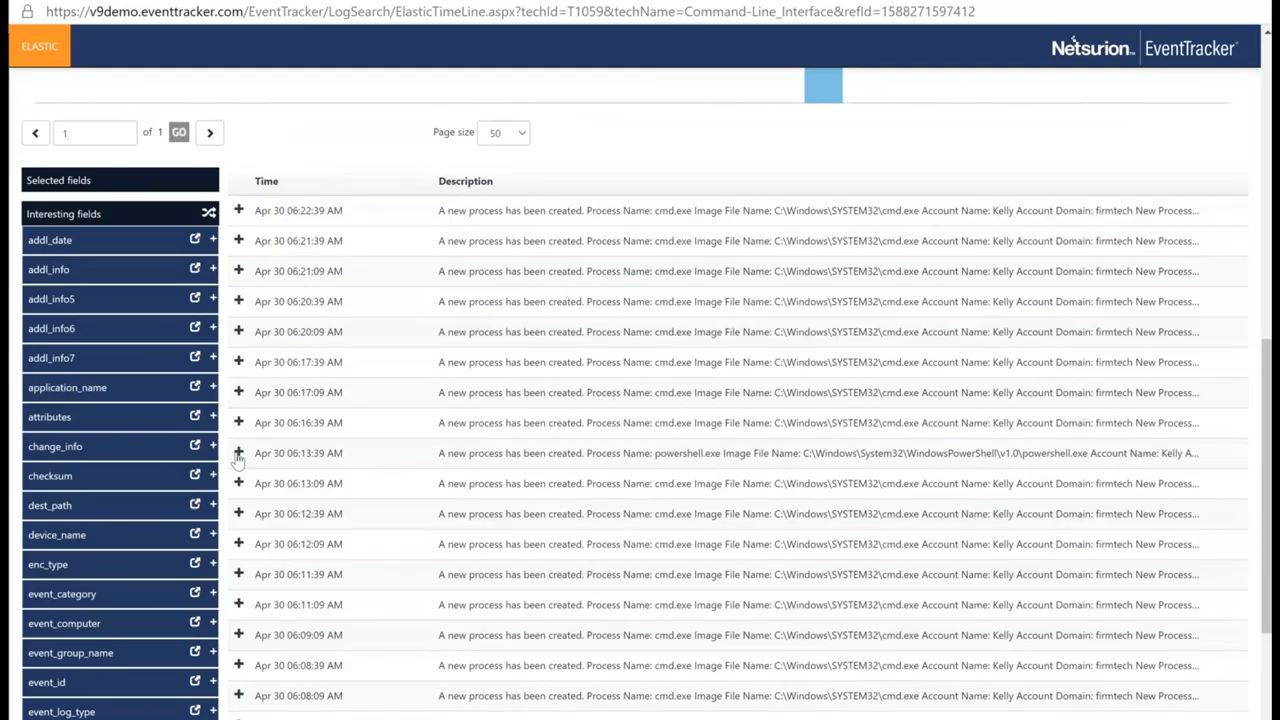 https://v9demo.eventtracker.com/EventTracker/LogSearch/ElasticTimeLine.aspx?techId=T1059&techName=Command-Line_Interface&refId=1588271597412
ELASTIC
Netsurion EventTracker
1 of 1 GO
Page size 50
Selected fields
Time Description
Interesting fields
addl_date
addl_info
addl_info5
addl_info6
addl_info7
application_name
attributes
change_info
checksum
dest_path
device_name
enc_type
event_category
event_computer
event_group_name
event_id
event_log_type
Apr 30 06:22:39 AM A new process has been created. Process Name: cmd.exe Image File Name: C:\Windows\SYSTEM32\cmd.exe Account Name: Kelly Account Domain: firmtech New Process...
Apr 30 06:21:39 AM A new process has been created. Process Name: cmd.exe Image File Name: C:\Windows\SYSTEM32\cmd.exe Account Name: Kelly Account Domain: firmtech New Process...
Apr 30 06:21:09 AM A new process has been created. Process Name: cmd.exe Image File Name: C:\Windows\SYSTEM32\cmd.exe Account Name: Kelly Account Domain: firmtech New Process...
Apr 30 06:20:39 AM A new process has been created. Process Name: cmd.exe Image File Name: C:\Windows\SYSTEM32\cmd.exe Account Name: Kelly Account Domain: firmtech New Process...
Apr 30 06:20:09 AM A new process has been created. Process Name: cmd.exe Image File Name: C:\Windows\SYSTEM32\cmd.exe Account Name: Kelly Account Domain: firmtech New Process...
Apr 30 06:17:39 AM A new process has been created. Process Name: cmd.exe Image File Name: C:\Windows\SYSTEM32\cmd.exe Account Name: Kelly Account Domain: firmtech New Process...
Apr 30 06:17:09 AM A new process has been created. Process Name: cmd.exe Image File Name: C:\Windows\SYSTEM32\cmd.exe Account Name: Kelly Account Domain: firmtech New Process...
Apr 30 06:16:39 AM A new process has been created. Process Name: cmd.exe Image File Name: C:\Windows\SYSTEM32\cmd.exe Account Name: Kelly Account Domain: firmtech New Process...
Apr 30 06:13:39 AM A new process has been created. Process Name: powershell.exe Image File Name: C:\Windows\System32\WindowsPowerShell\v1.0\powershell.exe Account Name: Kelly A...
Apr 30 06:13:09 AM A new process has been created. Process Name: cmd.exe Image File Name: C:\Windows\SYSTEM32\cmd.exe Account Name: Kelly Account Domain: firmtech New Process...
Apr 30 06:12:39 AM A new process has been created. Process Name: cmd.exe Image File Name: C:\Windows\SYSTEM32\cmd.exe Account Name: Kelly Account Domain: firmtech New Process...
Apr 30 06:12:09 AM A new process has been created. Process Name: cmd.exe Image File Name: C:\Windows\SYSTEM32\cmd.exe Account Name: Kelly Account Domain: firmtech New Process...
Apr 30 06:11:39 AM A new process has been created. Process Name: cmd.exe Image File Name: C:\Windows\SYSTEM32\cmd.exe Account Name: Kelly Account Domain: firmtech New Process...
Apr 30 06:11:09 AM A new process has been created. Process Name: cmd.exe Image File Name: C:\Windows\SYSTEM32\cmd.exe Account Name: Kelly Account Domain: firmtech New Process...
Apr 30 06:09:09 AM A new process has been created. Process Name: cmd.exe Image File Name: C:\Windows\SYSTEM32\cmd.exe Account Name: Kelly Account Domain: firmtech New Process...
Apr 30 06:08:39 AM A new process has been created. Process Name: cmd.exe Image File Name: C:\Windows\SYSTEM32\cmd.exe Account Name: Kelly Account Domain: firmtech New Process...
Apr 30 06:08:09 AM A new process has been created. Process Name: cmd.exe Image File Name: C:\Windows\SYSTEM32\cmd.exe Account Name: Kelly Account Domain: firmtech New Process...